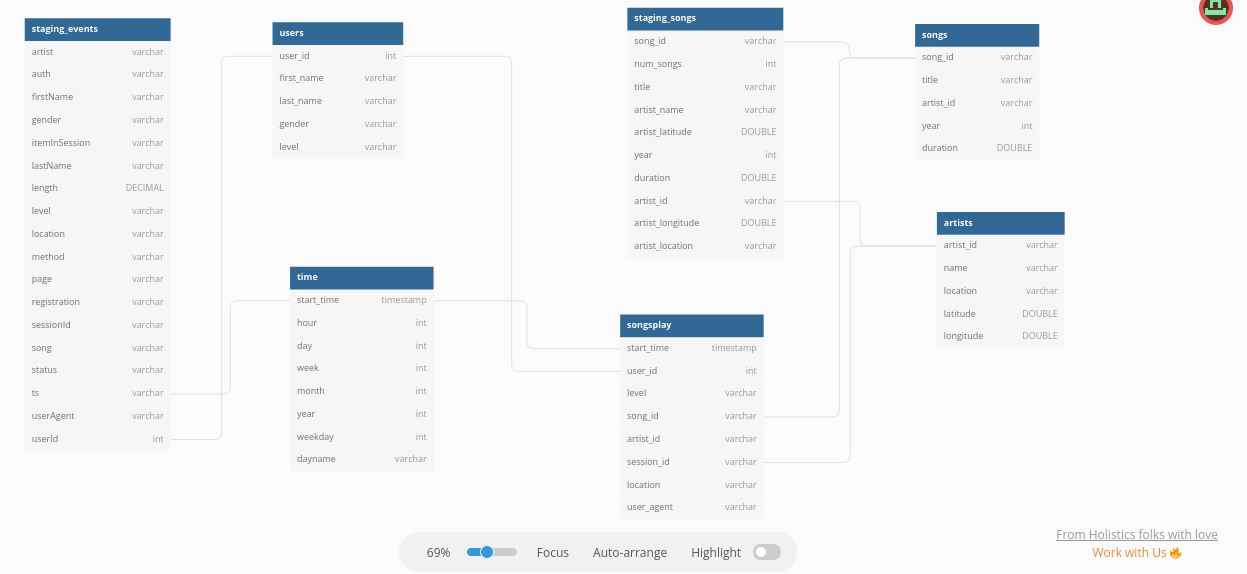 staging_events
artist varchar
auth varchar
firstName varchar
gender varchar
itemInSession varchar
lastName varchar
length DECIMAL
level varchar
location varchar
method varchar
page varchar
registration varchar
sessionId varchar
song varchar
status varchar
ts varchar
userAgent varchar
userId int
users
user_id int
first_name varchar
last_name varchar
gender varchar
level varchar
time
start_time timestamp
hour int
day int
week int
month int
year int
weekday int
dayname varchar
staging_songs
song_id varchar
num_songs int
title varchar
artist_name varchar
artist_latitude DOUBLE
year int
duration DOUBLE
artist_id varchar
artist_longitude DOUBLE
artist_location varchar
songsplay
start_time timestamp
user_id int
level varchar
song_id varchar
artist_id varchar
session_id varchar
location varchar
user_agent varchar
songs
song_id varchar
title varchar
artist_id varchar
year int
duration DOUBLE
artists
artist_id varchar
name varchar
location varchar
latitude DOUBLE
longitude DOUBLE
69% Focus Auto-arrange Highlight
From Holistics folks with love
Work with Us🔥